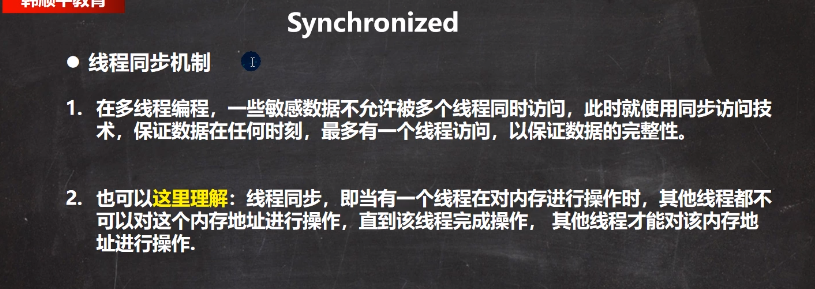 韩顺平教育
Synchronized
● 线程同步机制
1. 在多线程编程，一些敏感数据不允许被多个线程同时访问，此时就使用同步访问技
术，保证数据在任何时刻，最多有一个线程访问，以保证数据的完整性。
2. 也可以这里理解：线程同步，即当有一个线程在对内存进行操作时，其他线程都不
可以对这个内存地址进行操作，直到该线程完成操作， 其他线程才能对该内存地
址进行操作.